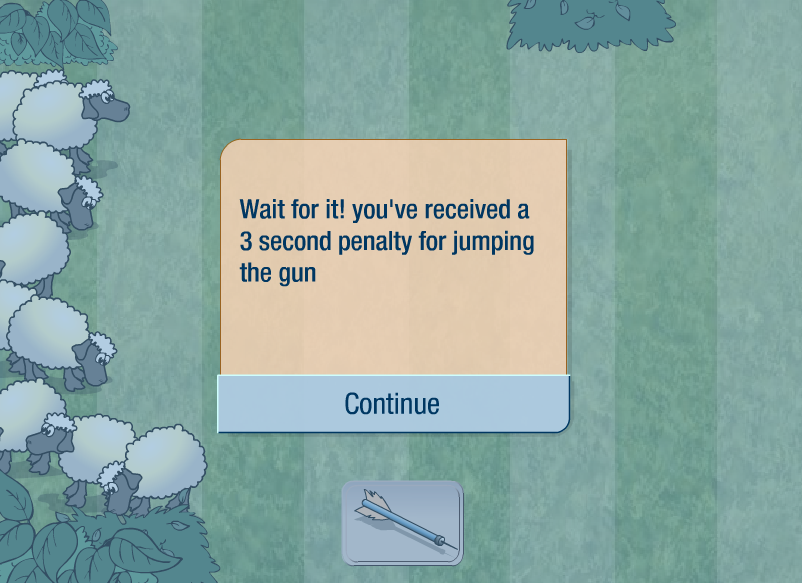 Wait for it! you've received a
3 second penalty for jumping
the gun
Continue